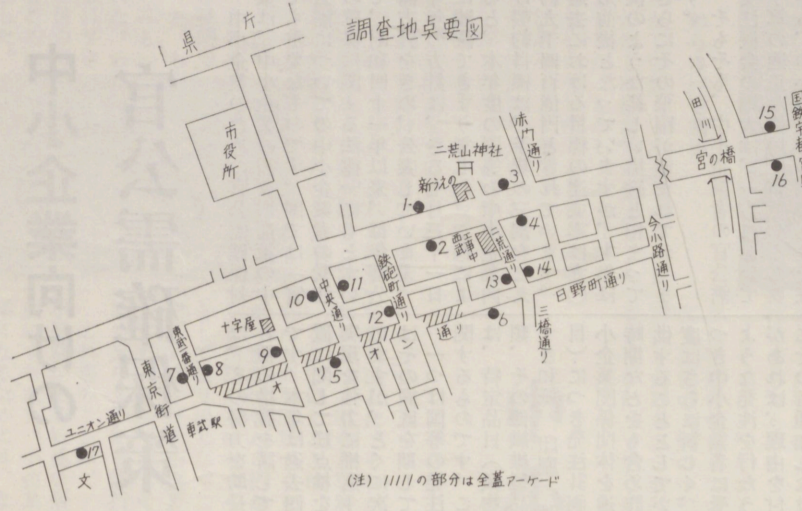 調査地点要図
県庁
市役所
二荒山神社
新うえの
赤門通り
田川
宮の橋
国鉄宇
15
16
1
2
3
4
西武工事中
二荒通り
今小路通り
日野町通り
三橋通り
13
14
6
鉄砲町通り
中央通り
10
11
12
十字屋
9
5
オリオン通り
東武一番通り
7
8
東京街道
東武駅
ユニオン通り
17
文
(注) /////の部分は全蓋アーケード